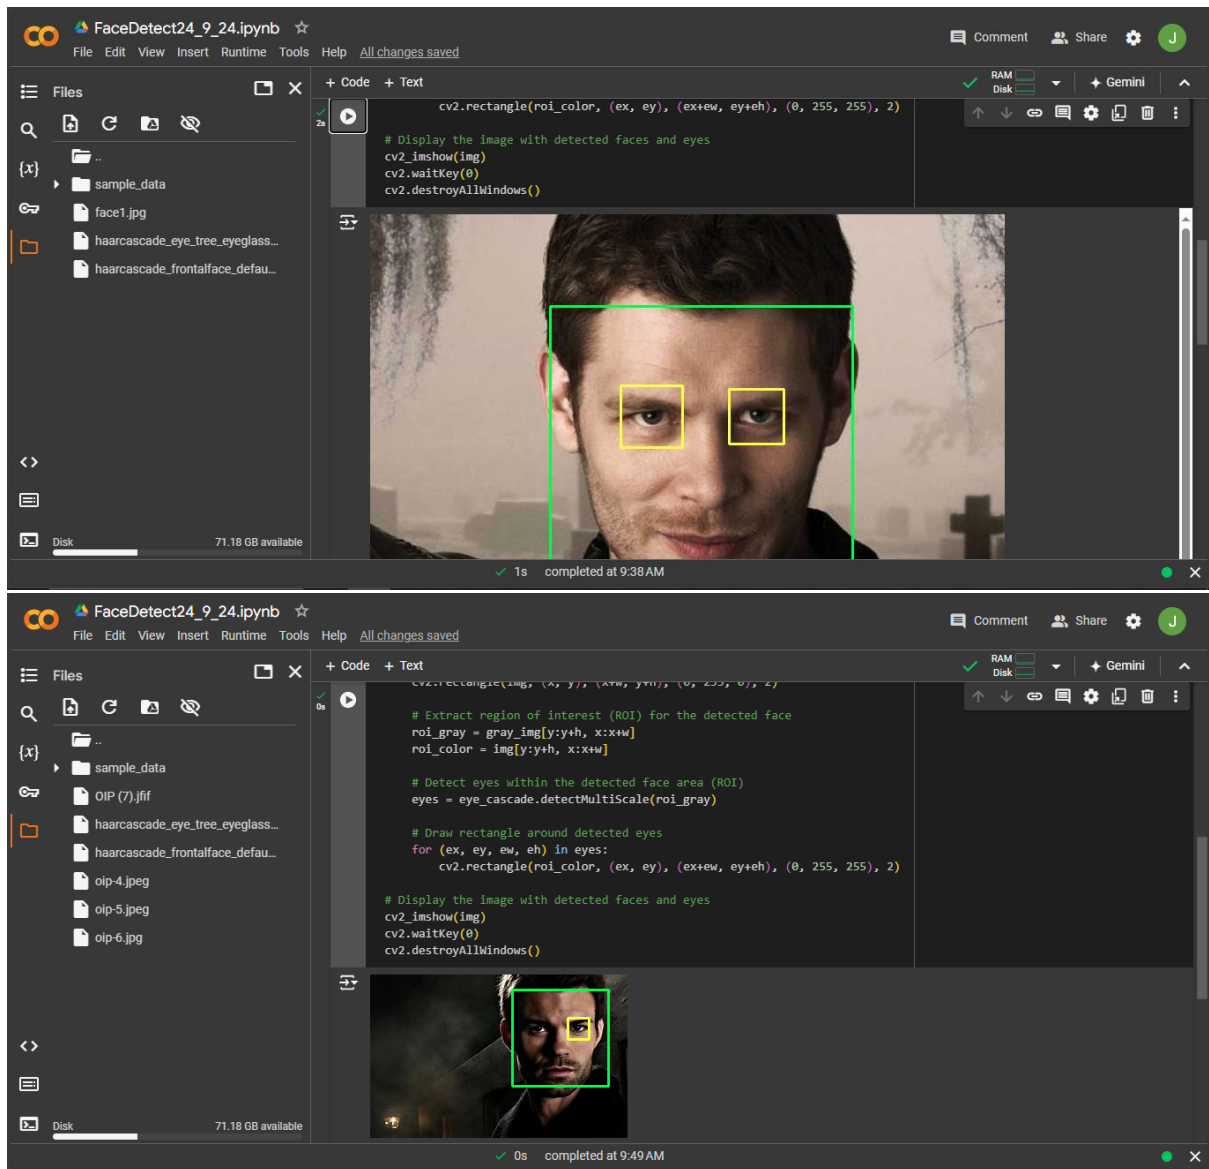 FaceDetect24_9_24.ipynb
File Edit View Insert Runtime Tools Help All changes saved
Comment Share J
Files
+ Code + Text
RAM
Disk
Gemini
..
sample_data
face1.jpg
haarcascade_eye_tree_eyeglass...
haarcascade_frontalface_defau...
{x}
2s
cv2.rectangle(roi_color, (ex, ey), (ex+ew, ey+eh), (0, 255, 255), 2)
# Display the image with detected faces and eyes
cv2_imshow(img)
cv2.waitKey(0)
cv2.destroyAllWindows()
Disk 71.18 GB available
1s completed at 9:38 AM
FaceDetect24_9_24.ipynb
File Edit View Insert Runtime Tools Help All changes saved
Comment Share J
Files
+ Code + Text
RAM
Disk
Gemini
..
sample_data
OIP (7).jfif
haarcascade_eye_tree_eyeglass...
haarcascade_frontalface_defau...
oip-4.jpeg
oip-5.jpeg
oip-6.jpg
{x}
0s
cv2.rectangle(img, (x, y), (x+w, y+h), (0, 255, 0), 2)
# Extract region of interest (ROI) for the detected face
roi_gray = gray_img[y:y+h, x:x+w]
roi_color = img[y:y+h, x:x+w]
# Detect eyes within the detected face area (ROI)
eyes = eye_cascade.detectMultiScale(roi_gray)
# Draw rectangle around detected eyes
for (ex, ey, ew, eh) in eyes:
cv2.rectangle(roi_color, (ex, ey), (ex+ew, ey+eh), (0, 255, 255), 2)
# Display the image with detected faces and eyes
cv2_imshow(img)
cv2.waitKey(0)
cv2.destroyAllWindows()
Disk 71.18 GB available
0s completed at 9:49 AM